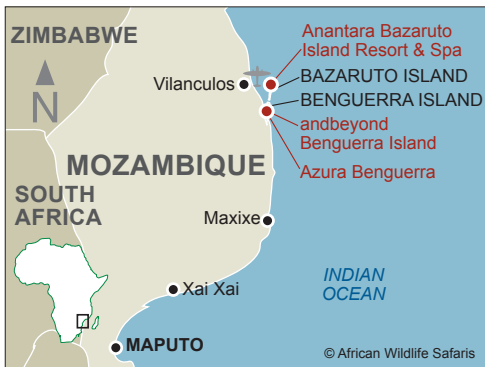 ZIMBABWE
N
Anantara Bazaruto
Island Resort & Spa
Vilanculos
BAZARUTO ISLAND
BENGUERRA ISLAND
andbeyond
Benguerra Island
Azura Benguerra
MOZAMBIQUE
SOUTH
AFRICA
Maxixe
INDIAN
OCEAN
Xai Xai
MAPUTO
© African Wildlife Safaris